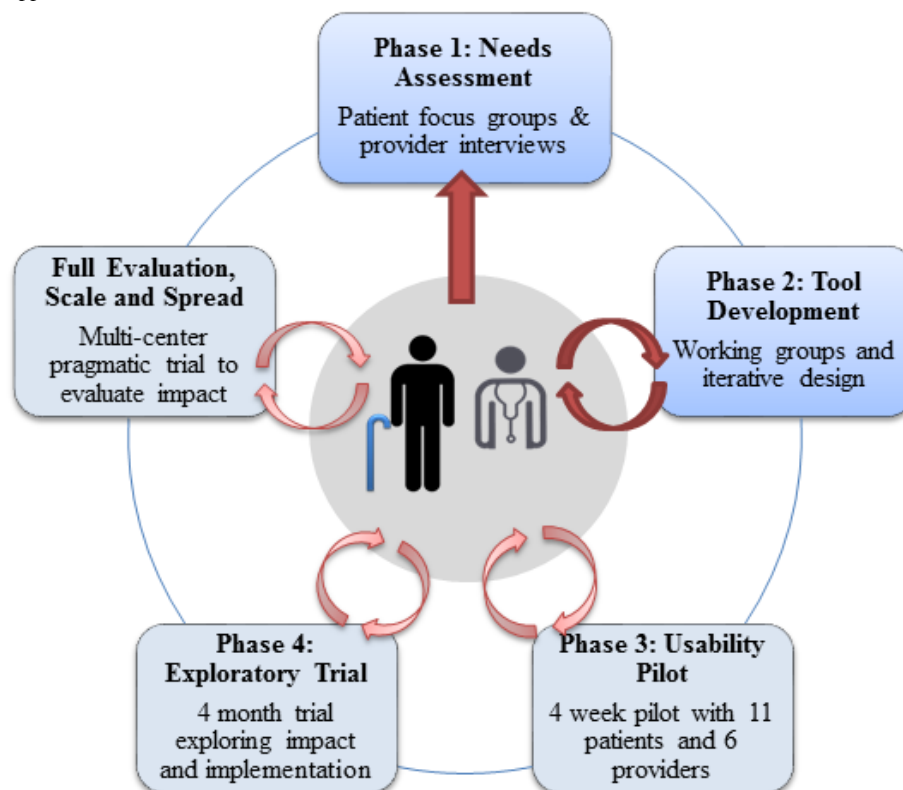 Phase 1: Needs
Assessment
Patient focus groups &
provider interviews
Full Evaluation,
Scale and Spread
Multi-center
pragmatic trial to
evaluate impact
Phase 2: Tool
Development
Working groups and
iterative design
Phase 4:
Exploratory Trial
4 month trial
exploring impact
and implementation
Phase 3: Usability
Pilot
4 week pilot with 11
patients and 6
providers